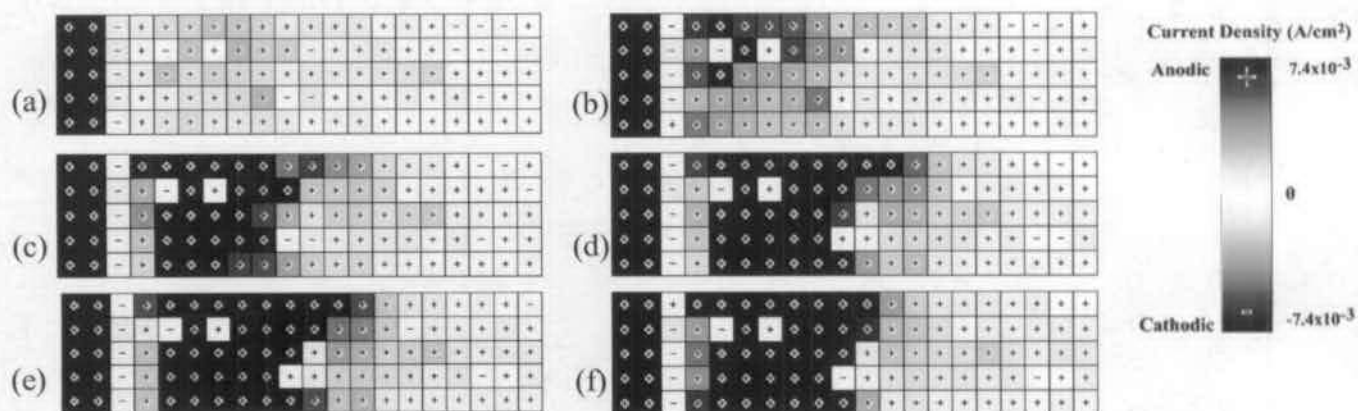 (a)
(b)
(c)
(d)
(e)
(f)
Current Density (A/cm²)
Anodic
7.4x10⁻³
0
Cathodic
-7.4x10⁻³